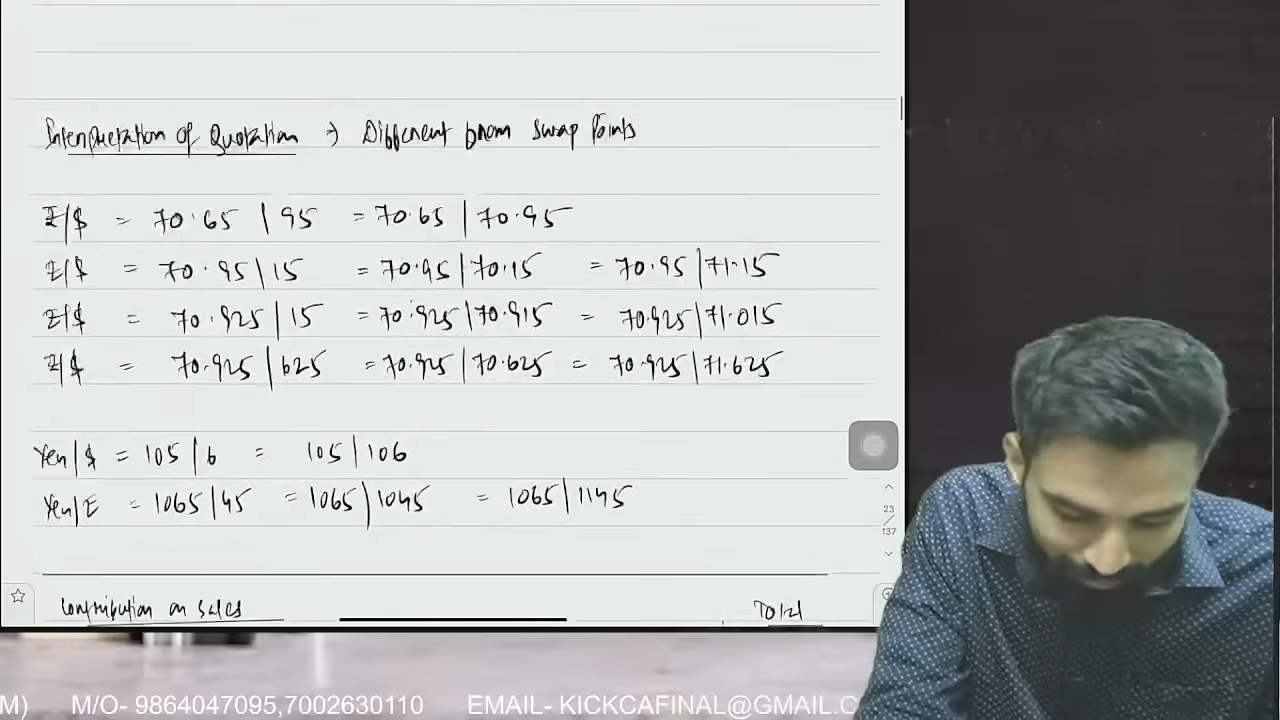 Interpretation of Quotation → Different from Swap Points
₹/$ = 70.65 | 95 = 70.65 | 70.95
₹/$ = 70.95 | 15 = 70.95 | 70.15 = 70.95 | 71.15
₹/$ = 70.925 | 15 = 70.925 | 70.915 = 70.925 | 71.015
₹/$ = 70.925 | 625 = 70.925 | 70.625 = 70.925 | 71.625
Yen/$ = 105 | 6 = 105 | 106
Yen/£ = 1065 | 45 = 1065 | 1045 = 1065 | 1145
23
137
Contribution on Sales Total
M) M/O- 9864047095,7002630110 EMAIL- KICKCAFINAL@GMAIL.C